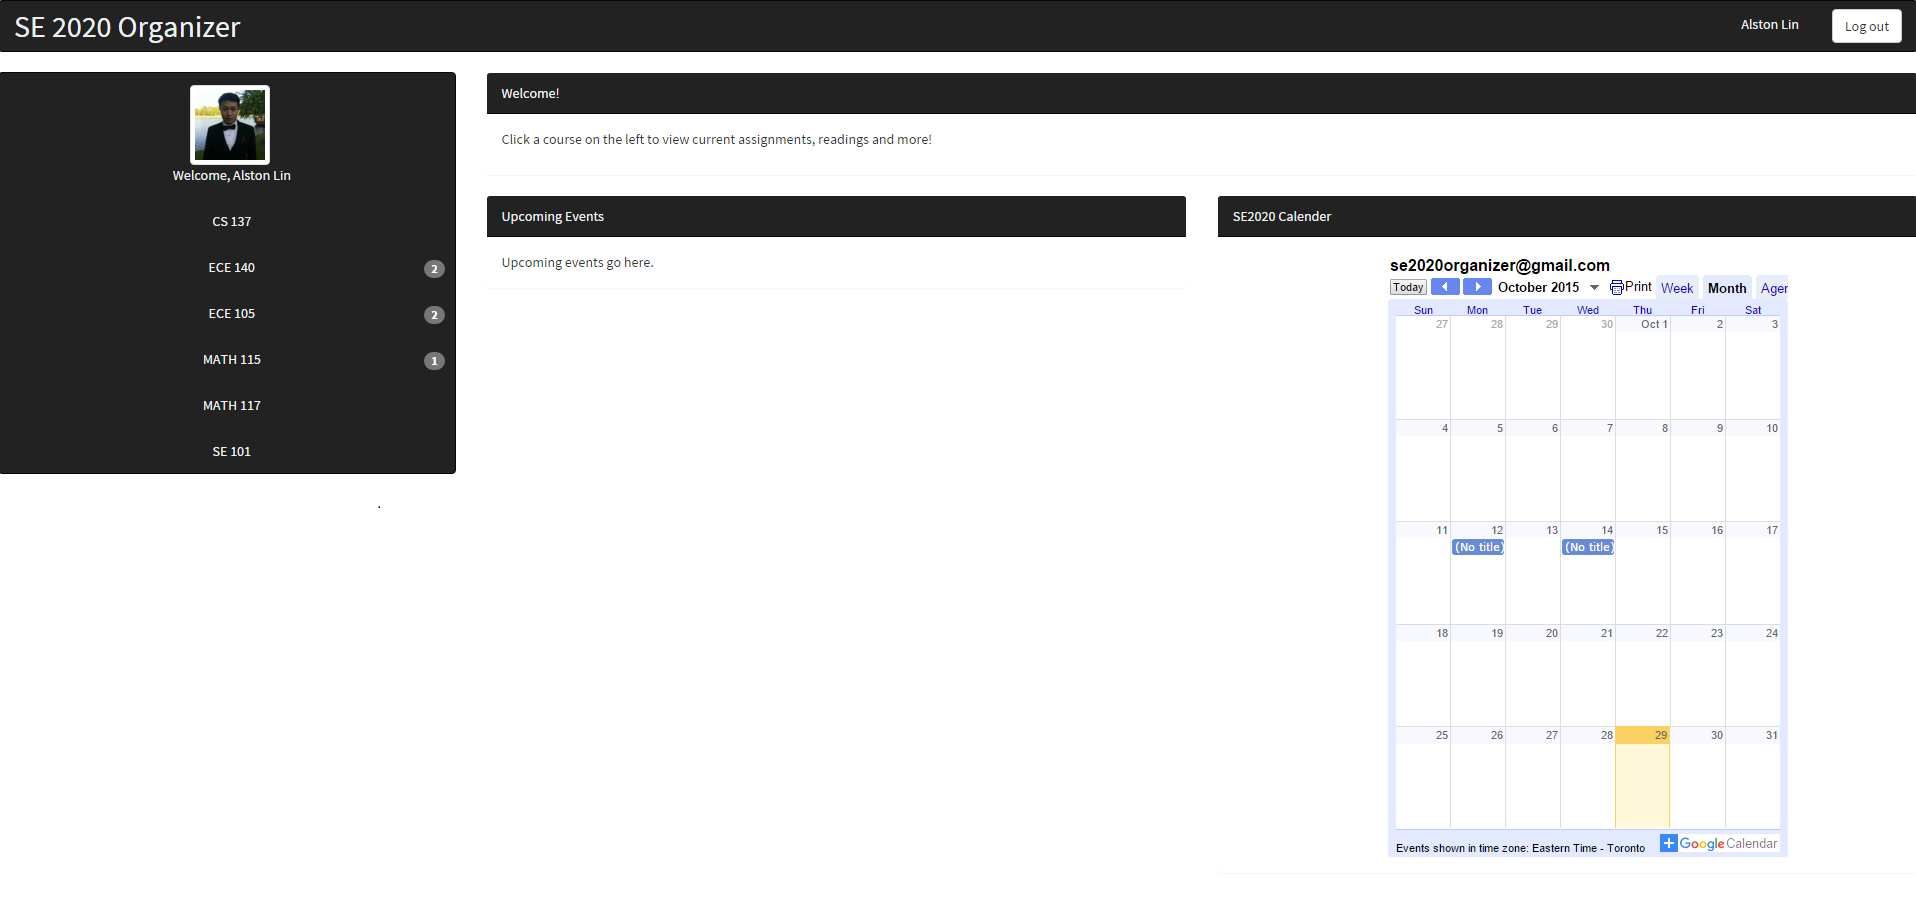 SE 2020 Organizer
Alston Lin
Log out
Welcome, Alston Lin
CS 137
ECE 140 2
ECE 105 2
MATH 115 1
MATH 117
SE 101
.
Welcome!
Click a course on the left to view current assignments, readings and more!
Upcoming Events
Upcoming events go here.
SE2020 Calender
se2020organizer@gmail.com
Today October 2015 Print Week Month Agen
Sun Mon Tue Wed Thu Fri Sat
27 28 29 30 Oct 1 2 3
4 5 6 7 8 9 10
11 12 13 14 15 16 17
(No title) (No title)
18 19 20 21 22 23 24
25 26 27 28 29 30 31
Events shown in time zone: Eastern Time - Toronto
+ Google Calendar